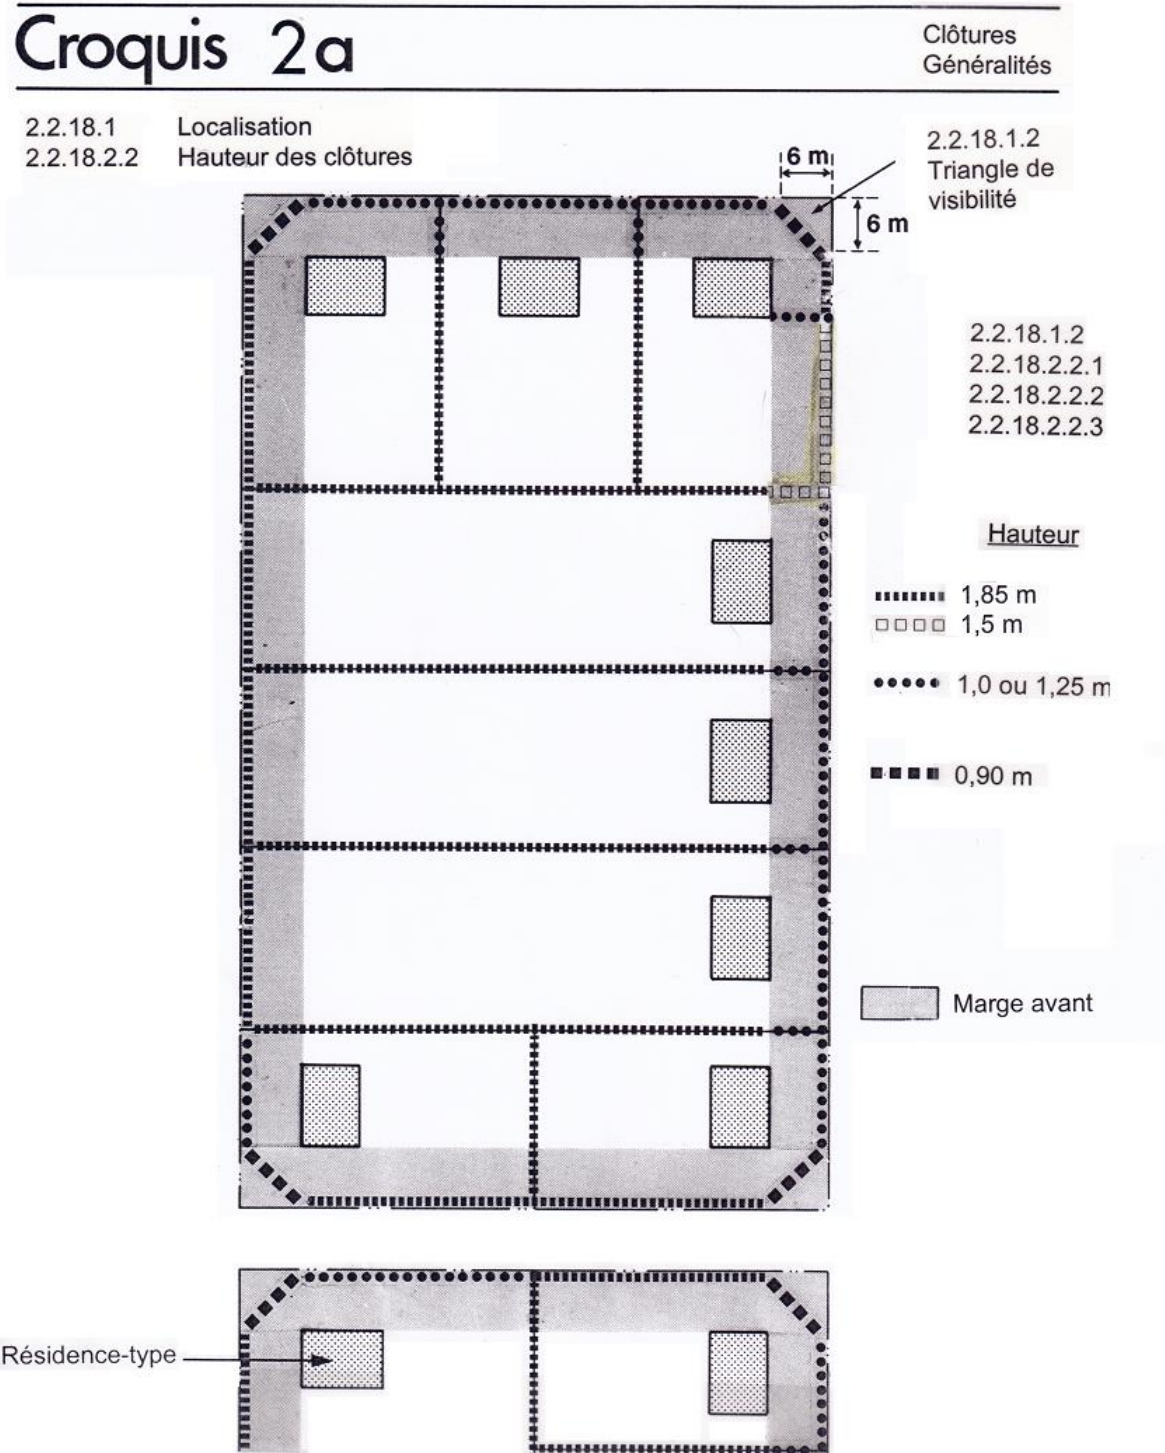 Croquis 2a
Clôtures
Généralités
2.2.18.1 Localisation
2.2.18.2.2 Hauteur des clôtures
6 m
2.2.18.1.2
Triangle de
visibilité
6 m
2.2.18.1.2
2.2.18.2.2.1
2.2.18.2.2.2
2.2.18.2.2.3
Hauteur
1,85 m
1,5 m
1,0 ou 1,25 m
0,90 m
Marge avant
Résidence-type